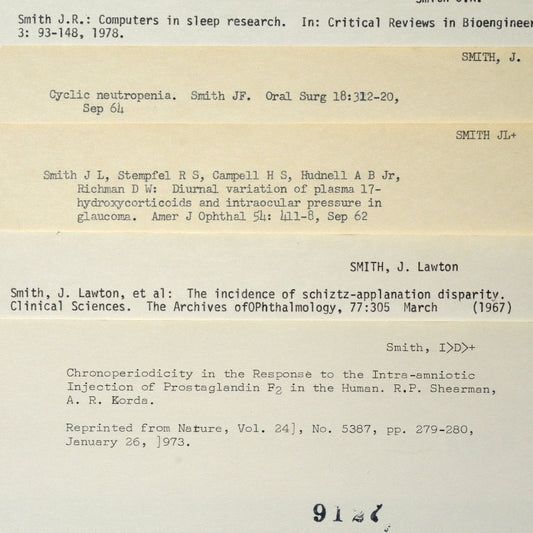 Smith J.R.: Computers in sleep research. In: Critical Reviews in Bioengineer
3: 93-148, 1978.
SMITH, J.
Cyclic neutropenia. Smith JF. Oral Surg 18:312-20,
Sep 64
SMITH JL+
Smith J L, Stempfel R S, Campell H S, Hudnell A B Jr,
Richman D W: Diurnal variation of plasma 17-
hydroxycorticoids and intraocular pressure in
glaucoma. Amer J Ophthal 54: 411-8, Sep 62
SMITH, J. Lawton
Smith, J. Lawton, et al: The incidence of schiztz-applanation disparity.
Clinical Sciences. The Archives ofOPhthalmology, 77:305 March (1967)
Smith, I>D>+
Chronoperiodicity in the Response to the Intra-amniotic
Injection of Prostaglandin F2 in the Human. R.P. Shearman,
A. R. Korda.
Reprinted from Nature, Vol. 24], No. 5387, pp. 279-280,
January 26, ]973.